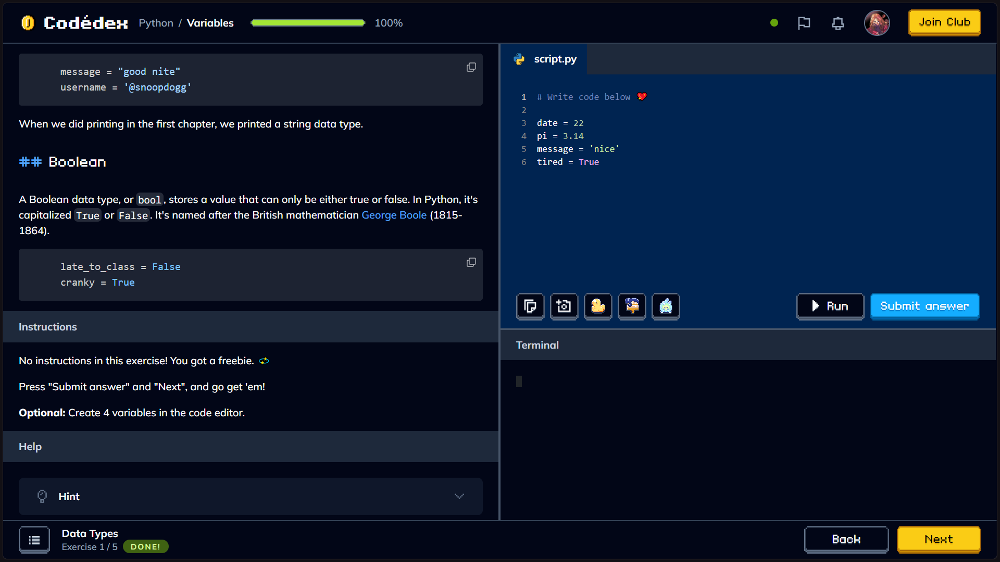 Codédex
Python / Variables
100%
Join Club
message = "good nite"
username = '@snoopdogg'
When we did printing in the first chapter, we printed a string data type.
## Boolean
A Boolean data type, or bool, stores a value that can only be either true or false. In Python, it's
capitalized True or False. It's named after the British mathematician George Boole (1815-
1864).
late_to_class = False
cranky = True
Instructions
No instructions in this exercise! You got a freebie.
Press "Submit answer" and "Next", and go get 'em!
Optional: Create 4 variables in the code editor.
Help
Hint
script.py
1 # Write code below 💖
2
3 date = 22
4 pi = 3.14
5 message = 'nice'
6 tired = True
Run
Submit answer
Terminal
Data Types
Exercise 1 / 5 DONE!
Back
Next